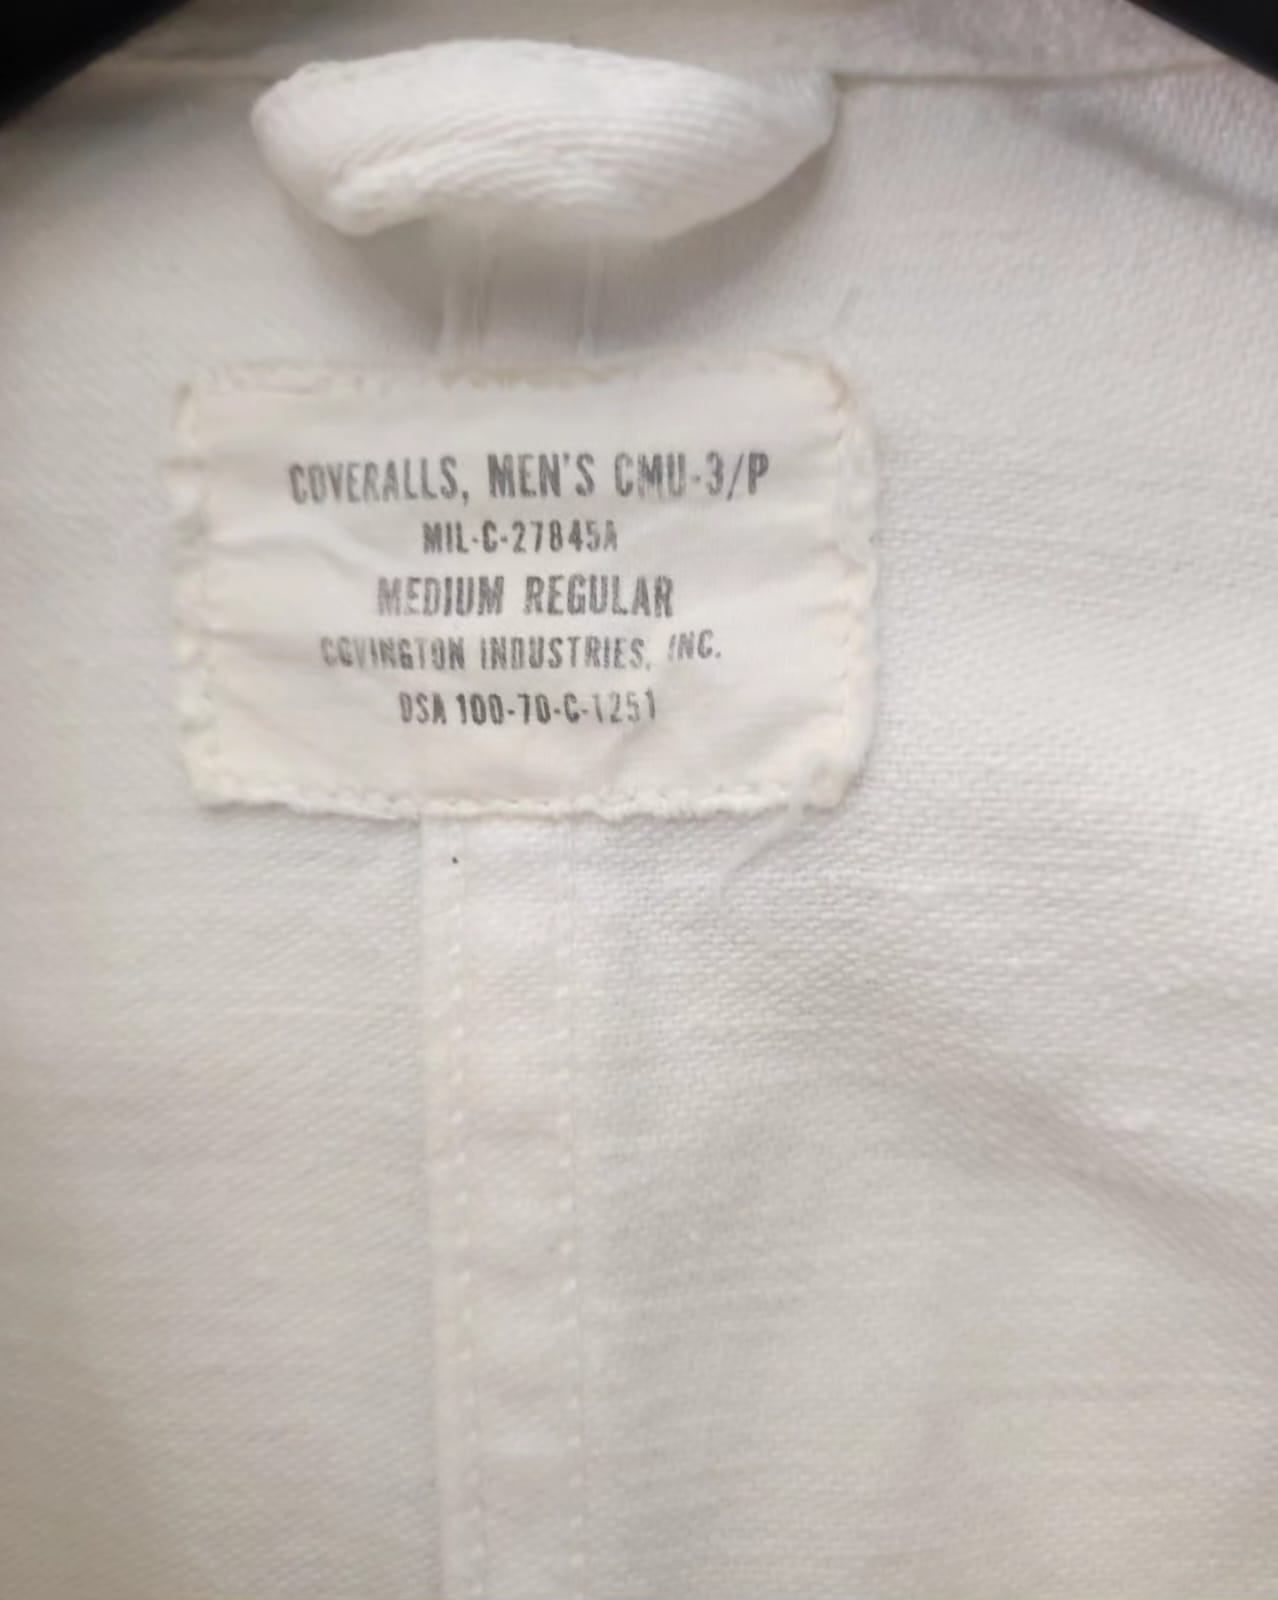 COVERALLS, MEN'S CMU-3/P
MIL-C-27845A
MEDIUM REGULAR
COVINGTON INDUSTRIES, INC.
DSA 100-70-C-1251